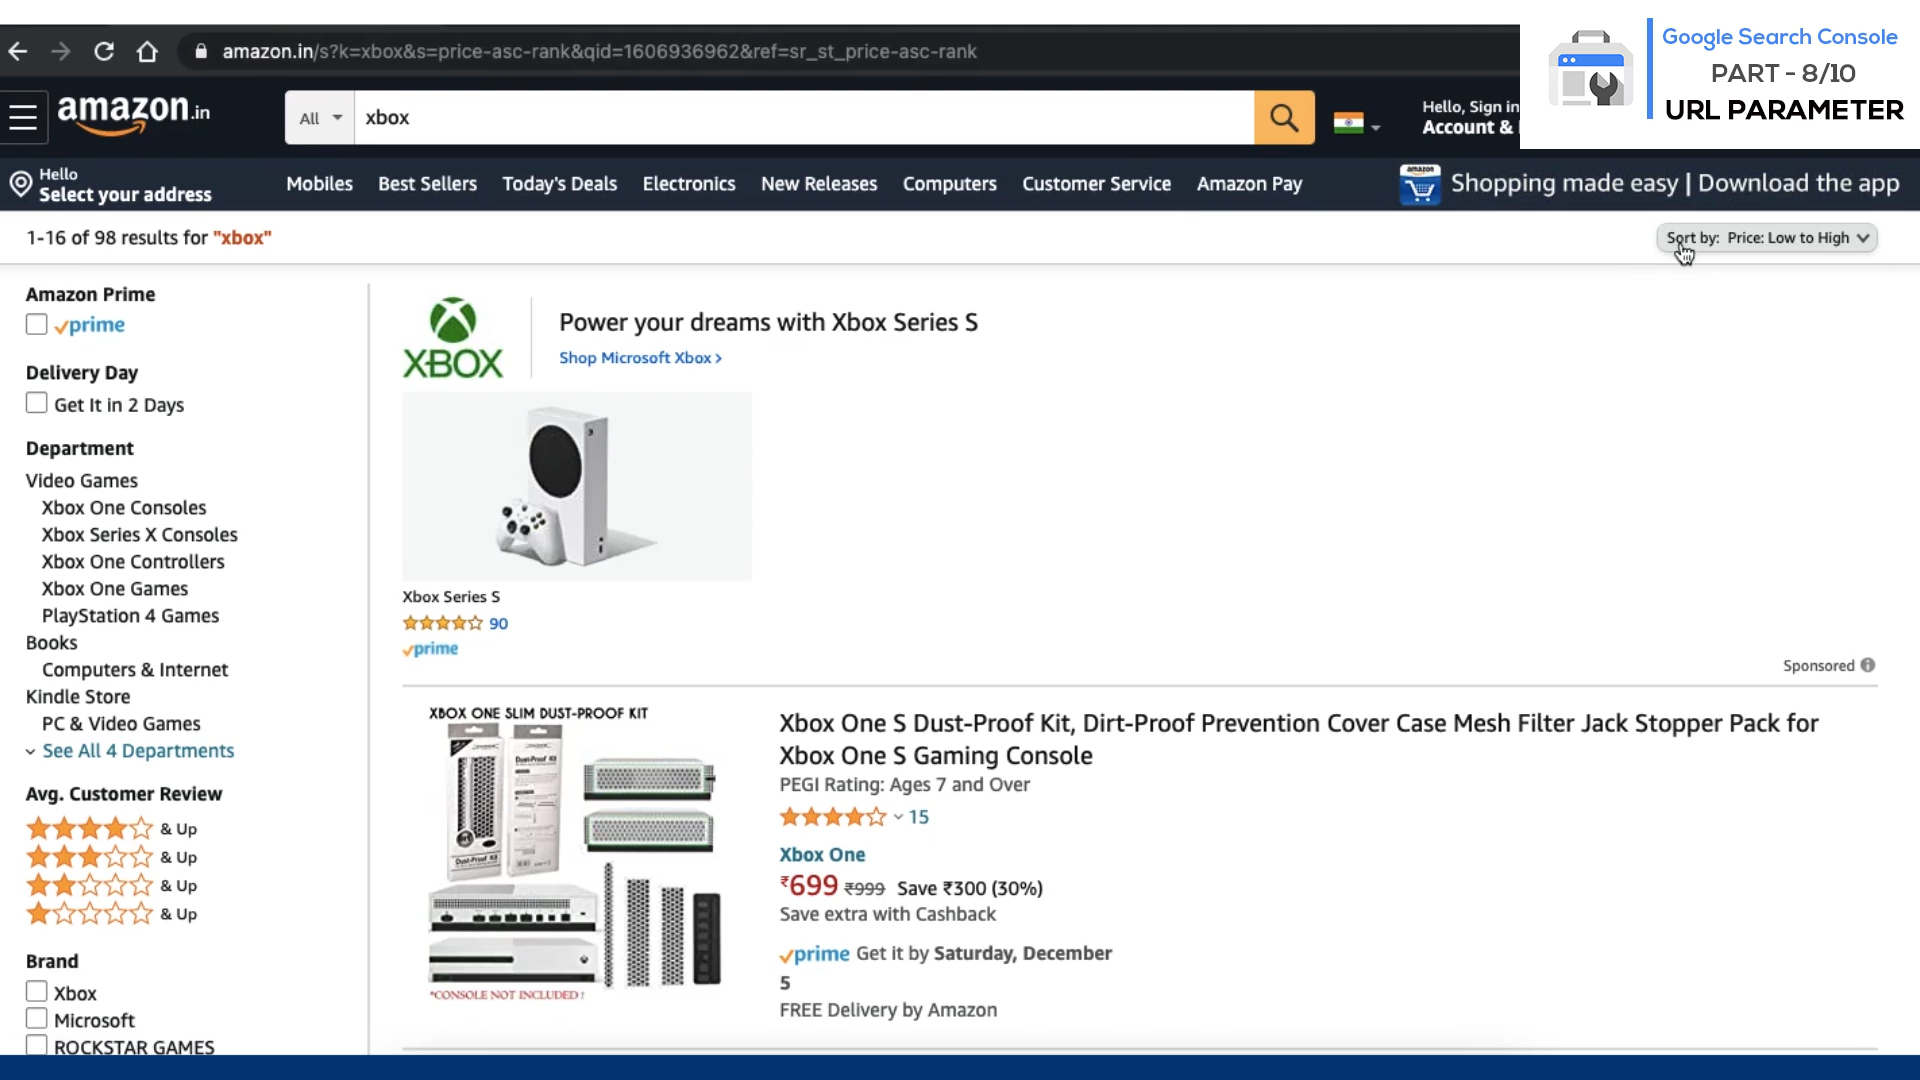 amazon.in/s?k=xbox&s=price-asc-rank&qid=1606936962&ref=sr_st_price-asc-rank
Google Search Console
PART - 8/10
URL PARAMETER
amazon.in
All
xbox
Hello, Sign in
Account &
Hello
Select your address
Mobiles
Best Sellers
Today's Deals
Electronics
New Releases
Computers
Customer Service
Amazon Pay
amazon
Shopping made easy | Download the app
1-16 of 98 results for "xbox"
Sort by: Price: Low to High
Amazon Prime
prime
Delivery Day
Get It in 2 Days
Department
Video Games
Xbox One Consoles
Xbox Series X Consoles
Xbox One Controllers
Xbox One Games
PlayStation 4 Games
Books
Computers & Internet
Kindle Store
PC & Video Games
See All 4 Departments
Avg. Customer Review
& Up
& Up
& Up
& Up
Brand
Xbox
Microsoft
ROCKSTAR GAMES
XBOX
Power your dreams with Xbox Series S
Shop Microsoft Xbox ›
Xbox Series S
90
prime
Sponsored
XBOX ONE SLIM DUST-PROOF KIT
Dust-Proof Kit
Dust-Proof Kit
*CONSOLE NOT INCLUDED !
Xbox One S Dust-Proof Kit, Dirt-Proof Prevention Cover Case Mesh Filter Jack Stopper Pack for
Xbox One S Gaming Console
PEGI Rating: Ages 7 and Over
15
Xbox One
₹699 ₹999 Save ₹300 (30%)
Save extra with Cashback
prime Get it by Saturday, December
5
FREE Delivery by Amazon